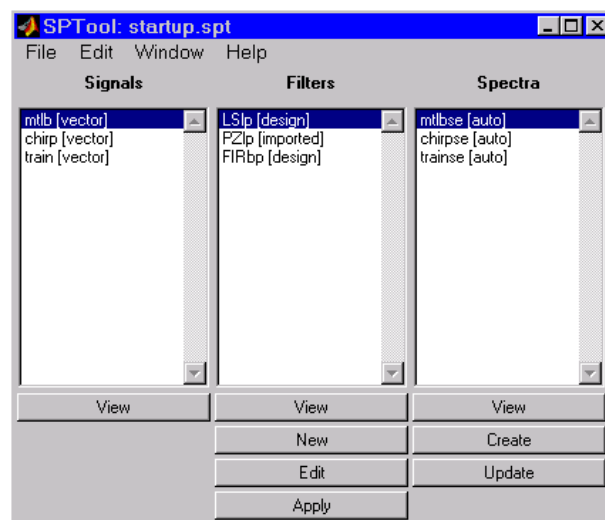 SPTool: startup.spt
File Edit Window Help
Signals Filters Spectra
mtlb [vector] LSlp [design] mtlbse [auto]
chirp [vector] PZlp [imported] chirpse [auto]
train [vector] FIRbp [design] trainse [auto]
View View View
New Create
Edit Update
Apply